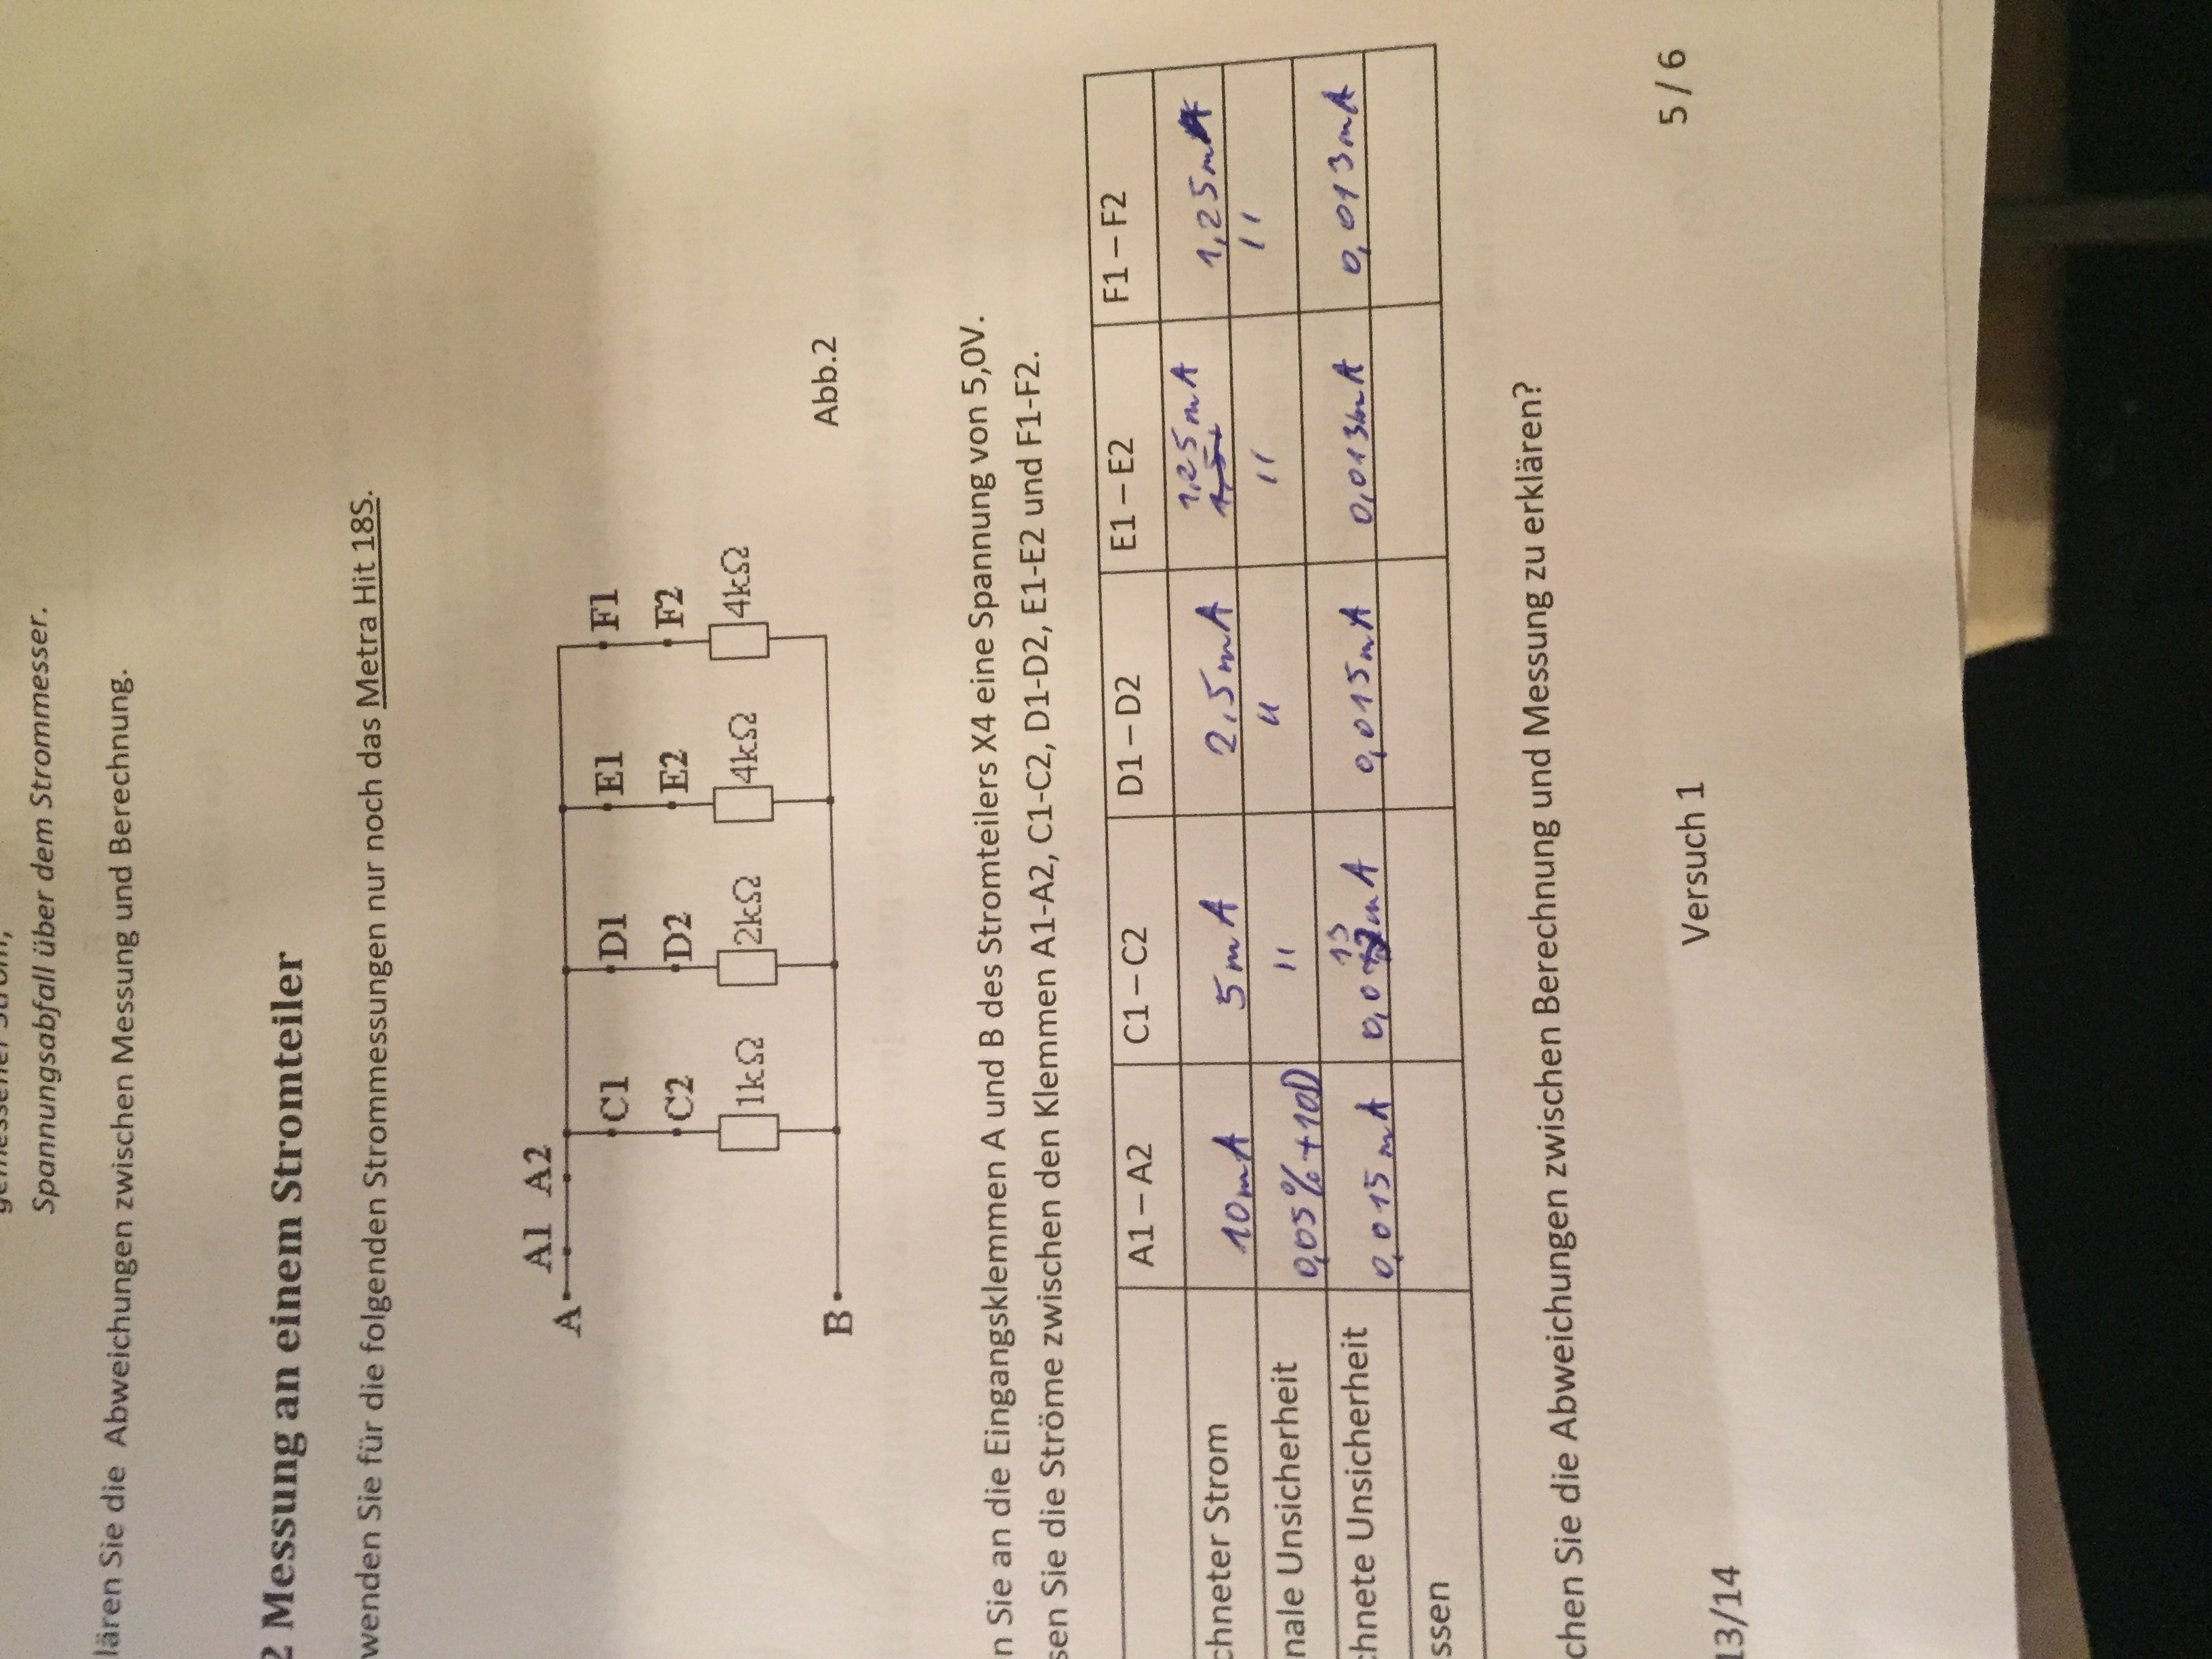 gemessener Strom,
Spannungsabfall über dem Strommesser.
lären Sie die Abweichungen zwischen Messung und Berechnung.
2 Messung an einem Stromteiler
wenden Sie für die folgenden Strommessungen nur noch das Metra Hit 18S.
A1 A2
A
C1 D1 E1 F1
C2 D2 E2 F2
1kΩ 2kΩ 4kΩ 4kΩ
B
Abb.2
n Sie an die Eingangsklemmen A und B des Stromteilers X4 eine Spannung von 5,0V.
sen Sie die Ströme zwischen den Klemmen A1-A2, C1-C2, D1-D2, E1-E2 und F1-F2.
A1 – A2 C1 – C2 D1 – D2 E1 – E2 F1 – F2
chneter Strom 10mA 5mA 2,5mA 1,25mA 1,25mA
nale Unsicherheit 0,05%+10D " " " "
chnete Unsicherheit 0,015mA 0,013mA 0,015mA 0,013mA 0,013mA
ssen
chen Sie die Abweichungen zwischen Berechnung und Messung zu erklären?
13/14 Versuch 1 5 / 6